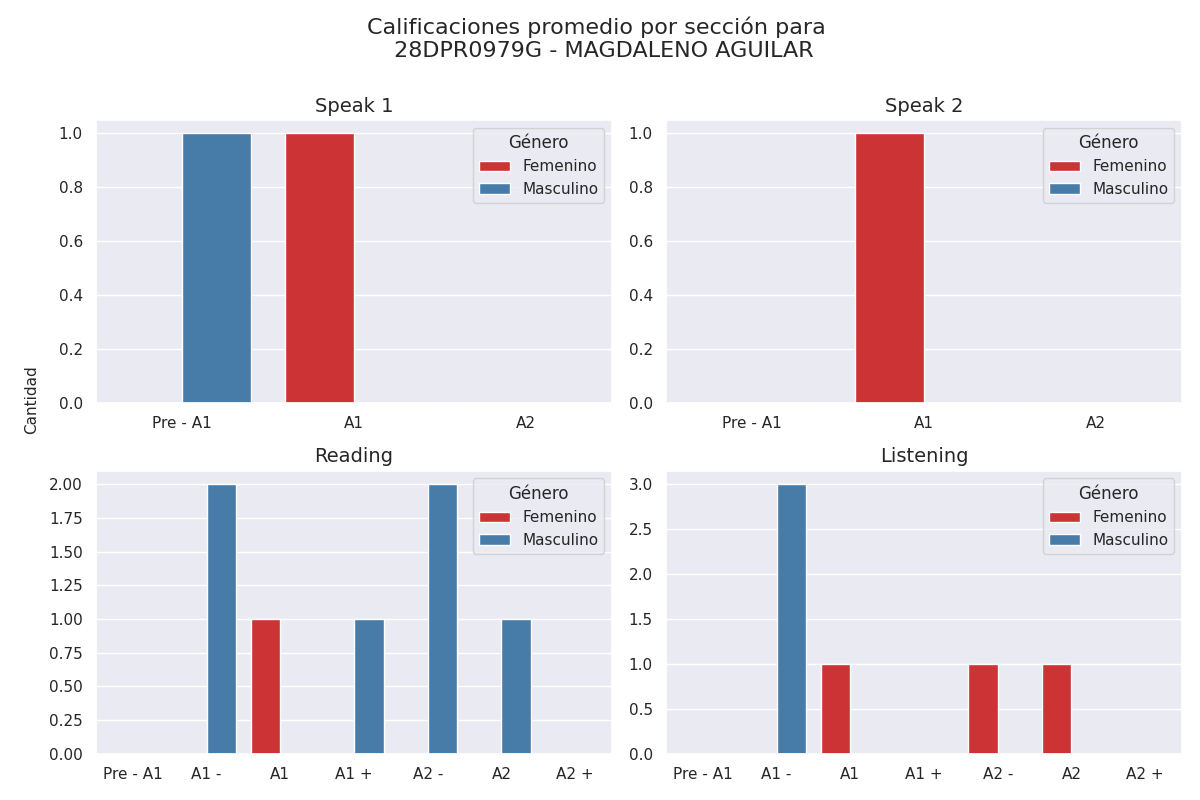 Calificaciones promedio por sección para
28DPR0979G - MAGDALENO AGUILAR
Cantidad
Speak 1
1.0
0.8
0.6
0.4
0.2
0.0
Género
Femenino
Masculino
Pre - A1 A1 A2
Speak 2
1.0
0.8
0.6
0.4
0.2
0.0
Género
Femenino
Masculino
Pre - A1 A1 A2
Reading
2.00
1.75
1.50
1.25
1.00
0.75
0.50
0.25
0.00
Género
Femenino
Masculino
Pre - A1 A1 - A1 A1 + A2 - A2 A2 +
Listening
3.0
2.5
2.0
1.5
1.0
0.5
0.0
Género
Femenino
Masculino
Pre - A1 A1 - A1 A1 + A2 - A2 A2 +